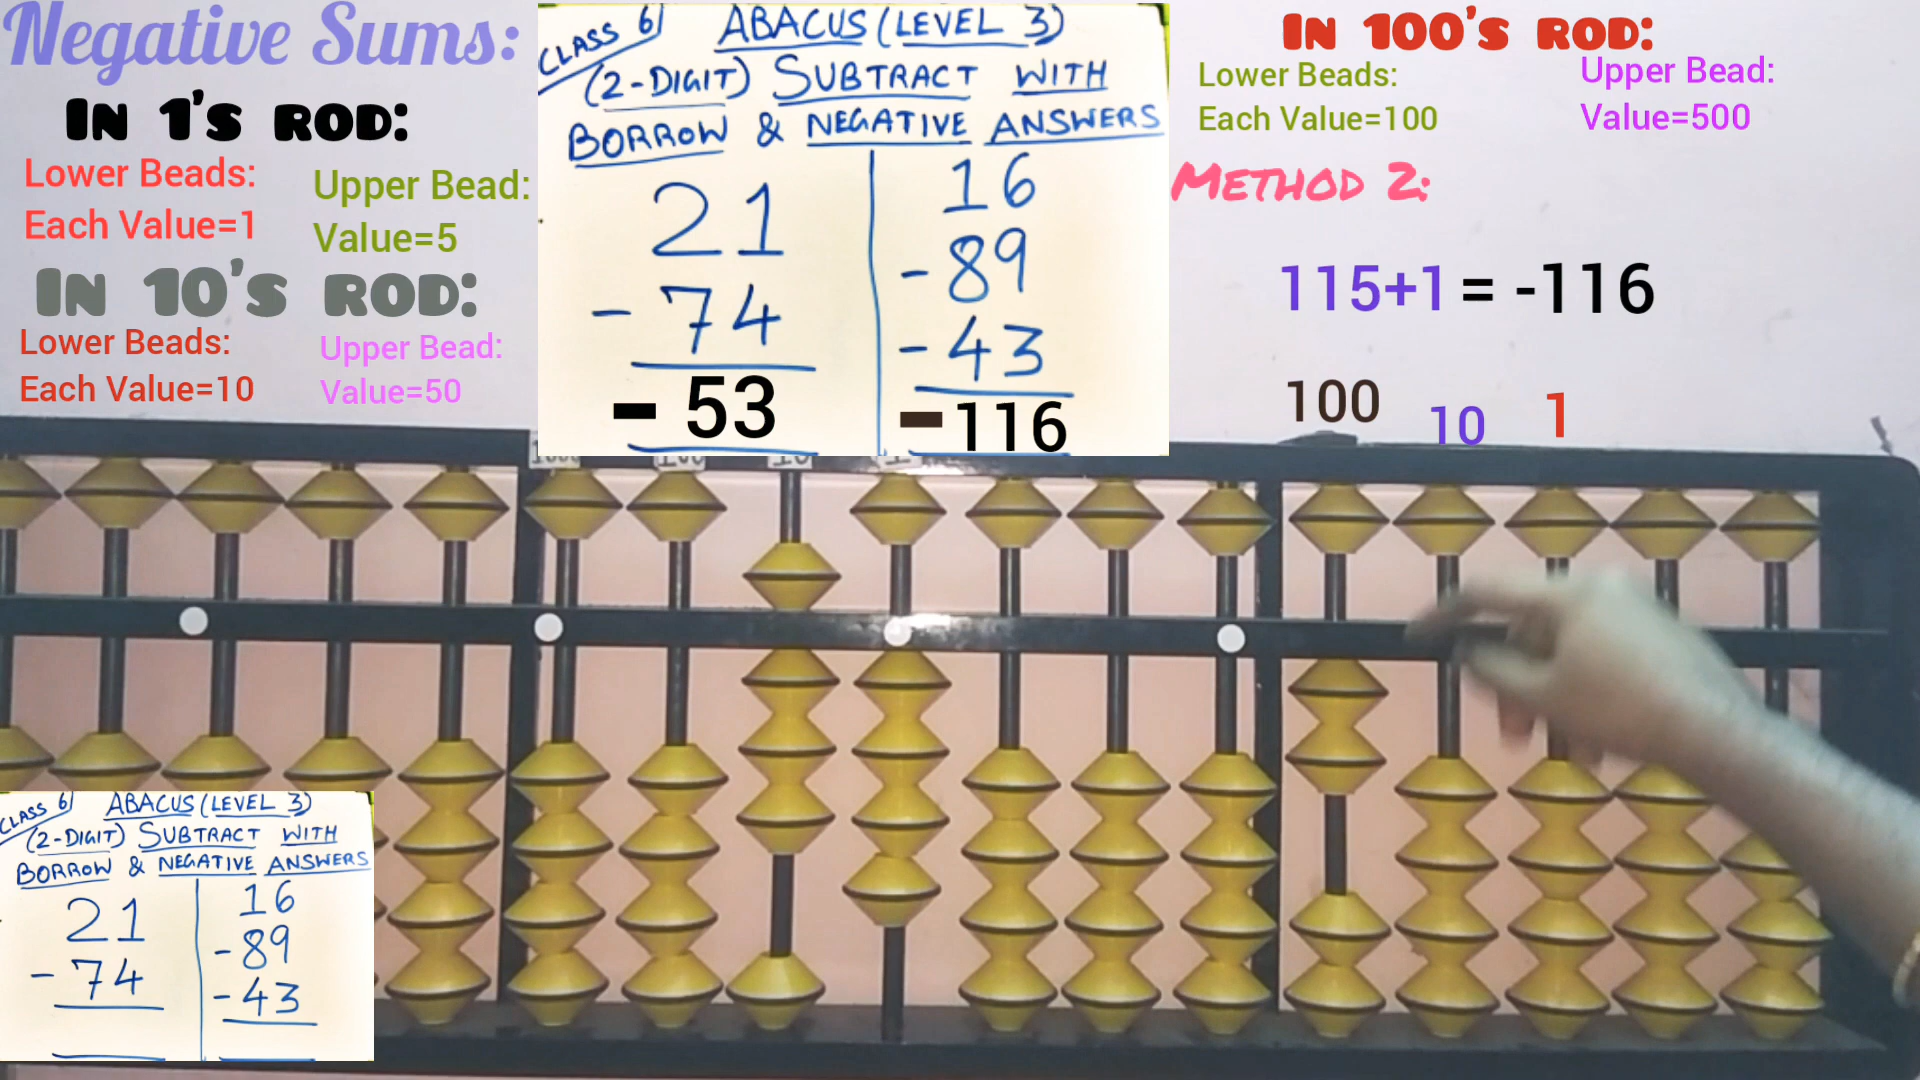 Negative Sums:
In 1's rod:
Lower Beads:
Each Value=1
Upper Bead:
Value=5
In 10's rod:
Lower Beads:
Each Value=10
Upper Bead:
Value=50
CLASS 6
ABACUS (LEVEL 3)
(2-DIGIT) SUBTRACT WITH
BORROW & NEGATIVE ANSWERS
21
- 74
- 53
16
- 89
- 43
- 116
In 100's rod:
Lower Beads:
Each Value=100
Upper Bead:
Value=500
Method 2:
115+1 = -116
100 10 1
CLASS 6
ABACUS (LEVEL 3)
(2-DIGIT) SUBTRACT WITH
BORROW & NEGATIVE ANSWERS
21
- 74
16
- 89
- 43